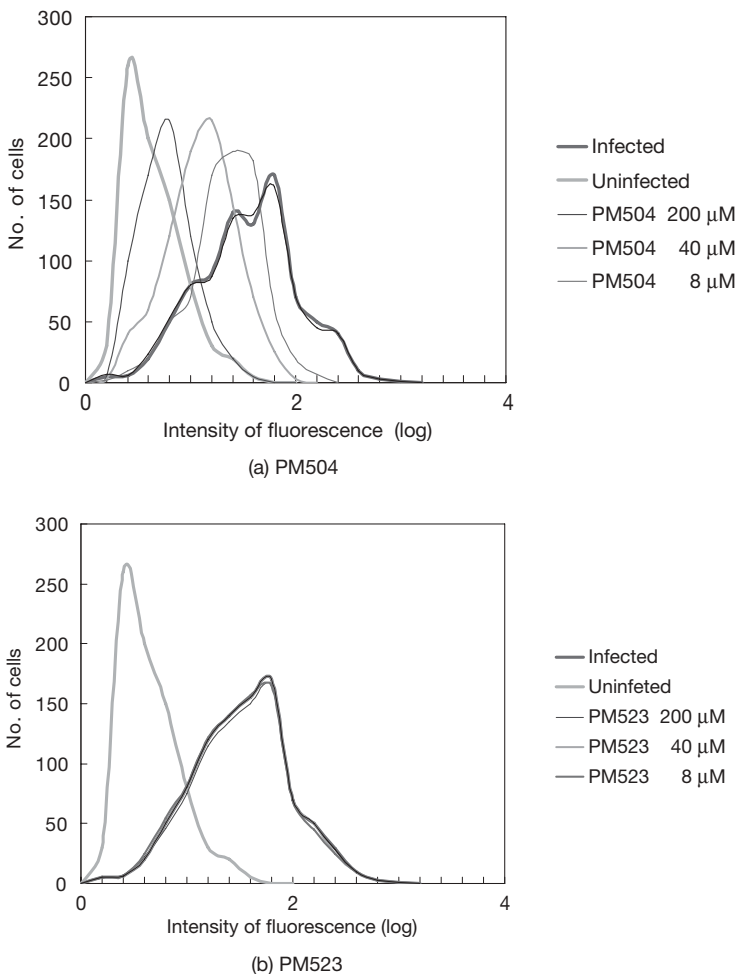 300
250
200
150
100
50
0
No. of cells
0 2 4
Intensity of fluorescence (log)
(a) PM504
Infected
Uninfected
PM504 200 μM
PM504 40 μM
PM504 8 μM
300
250
200
150
100
50
0
No. of cells
0 2 4
Intensity of fluorescence (log)
(b) PM523
Infected
Uninfeted
PM523 200 μM
PM523 40 μM
PM523 8 μM